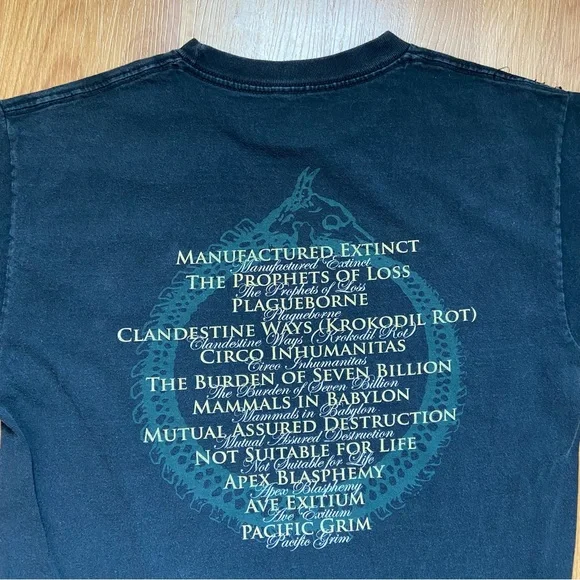 MANUFACTURED EXTINCT
Manufactured Extinct
THE PROPHETS OF LOSS
The Prophets of Loss
PLAGUEBORNE
Plagueborne
CLANDESTINE WAYS (KROKODIL ROT)
Clandestine Ways (Krokodil Rot)
CIRCO INHUMANITAS
Circo Inhumanitas
THE BURDEN OF SEVEN BILLION
The Burden of Seven Billion
MAMMALS IN BABYLON
Mammals in Babylon
MUTUAL ASSURED DESTRUCTION
Mutual Assured Destruction
NOT SUITABLE FOR LIFE
Not Suitable for Life
APEX BLASPHEMY
Apex Blasphemy
AVE EXITIUM
Ave Exitium
PACIFIC GRIM
Pacific Grim